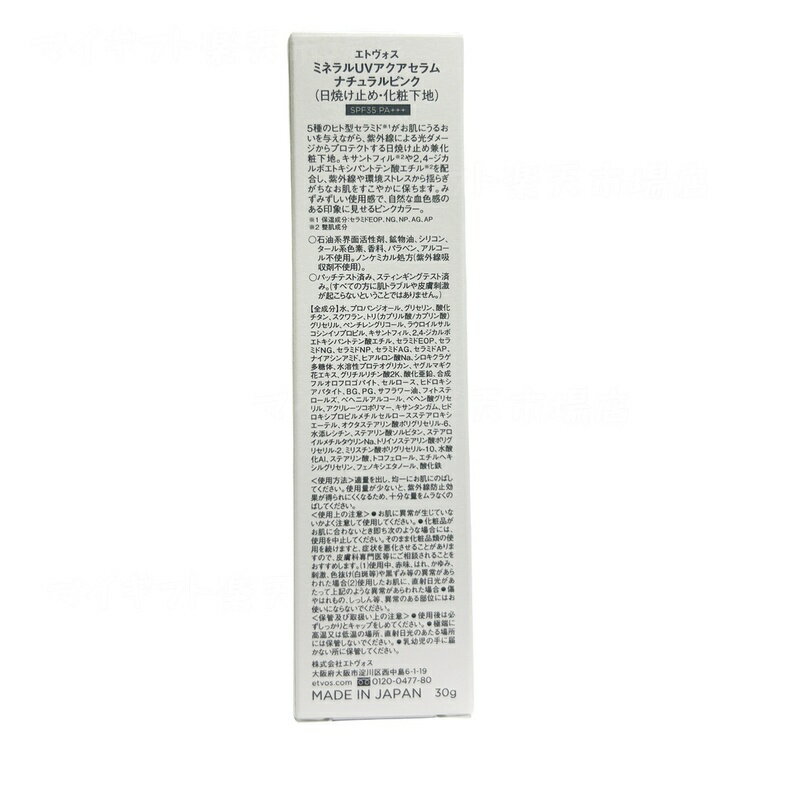 エトヴォス
ミネラルUVアクアセラム
ナチュラルピンク
(日焼け止め・化粧下地)
SPF35 PA+++
5種のヒト型セラミド※1がお肌にうるお
いを与えながら、紫外線による光ダメー
ジからプロテクトする日焼け止め兼化
粧下地。キサントフィル※2や2,4-ジカ
ルボエトキシパントテン酸エチル※2を配
合し、紫外線や環境ストレスから揺らぎ
がちなお肌をすこやかに保ちます。み
ずみずしい使用感で、自然な血色感の
ある印象に見せるピンクカラー。
※1 保湿成分:セラミドEOP、NG、NP、AG、AP
※2 整肌成分
○石油系界面活性剤、鉱物油、シリコン、
タール系色素、香料、パラベン、アルコー
ル不使用。ノンケミカル処方(紫外線吸
収剤不使用)。
○パッチテスト済み、スティンギングテスト済
み。(すべての方に肌トラブルや皮膚刺激
が起こらないということではありません。)
【全成分】水、プロパンジオール、グリセリン、酸化
チタン、スクワラン、トリ(カプリル酸/カプリン酸)
グリセリル、ペンチレングリコール、ラウロイルサル
コシンイソプロピル、キサントフィル、2,4-ジカルボ
エトキシパントテン酸エチル、セラミドEOP、セラ
ミドNG、セラミドNP、セラミドAG、セラミドAP、
ナイアシンアミド、ヒアルロン酸Na、シロキクラゲ
多糖体、水溶性プロテオグリカン、ヤグルマギク
花エキス、グリチルリチン酸2K、酸化亜鉛、合成
フルオロフロゴパイト、セルロース、ヒドロキシ
アパタイト、BG、PG、サフラワー油、フィトステ
ロールズ、ベヘニルアルコール、ベヘン酸グリセ
リル、アクリレーツコポリマー、キサンタンガム、ヒド
ロキシプロピルメチルセルロースステアロキシ
エーテル、オクタステアリン酸ポリグリセリル-6、
水添レシチン、ステアリン酸ソルビタン、ステアロ
イルメチルタウリンNa、トリイソステアリン酸ポリグ
リセリル-2、ミリスチン酸ポリグリセリル-10、水酸
化Al、ステアリン酸、トコフェロール、エチルヘキ
シルグリセリン、フェノキシエタノール、酸化鉄
<使用方法>適量を出し、均一にお肌にのばし
てください。使用量が少ないと、紫外線防止効
果が得られにくくなるため、十分な量をムラなくの
ばしてください。
<使用上の注意>●お肌に異常が生じていな
いかよく注意して使用してください。●化粧品が
お肌に合わないとき即ち次のような場合には、
使用を中止してください。そのまま化粧品類の使
用を続けますと、症状を悪化させることがありま
すので、皮膚科専門医等にご相談されることを
おすすめします。(1)使用中、赤味、はれ、かゆみ、
刺激、色抜け(白斑等)や黒ずみ等の異常があら
われた場合(2)使用したお肌に、直射日光があ
たって上記のような異常があらわれた場合●傷
やはれもの、しっしん等、異常のある部位にはお
使いにならないでください。
<保管及び取扱い上の注意>●使用後は必
ずしっかりとキャップをしめてください。●極端に
高温又は低温の場所、直射日光のあたる場所
には保管しないでください。●乳幼児の手に届
かない所に保管してください。
株式会社エトヴォス
大阪府大阪市淀川区西中島6-1-19
etvos.com 0120-0477-80
MADE IN JAPAN 30g